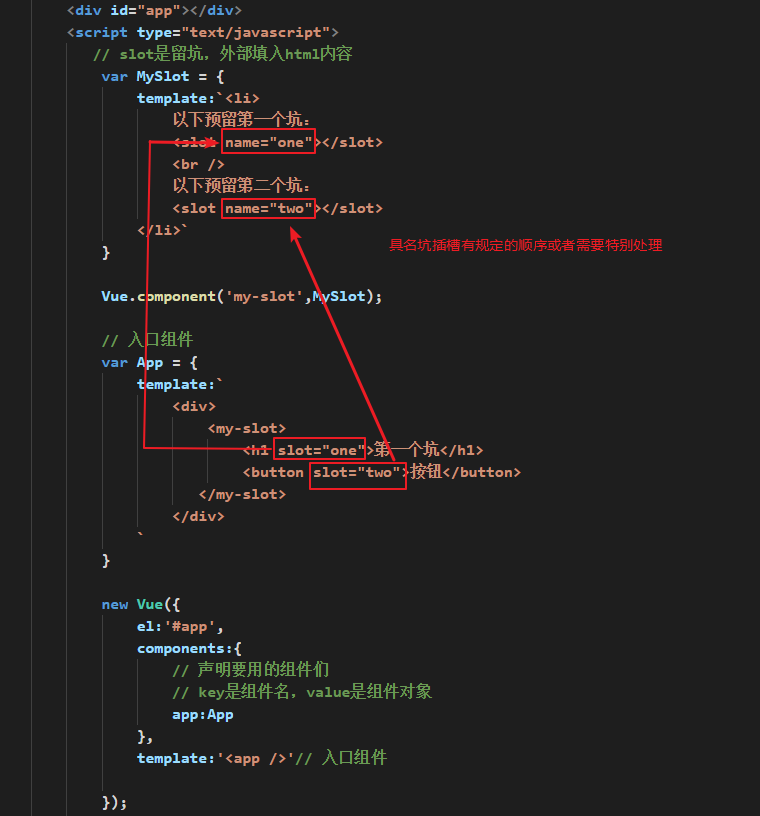 <div id="app"></div>
<script type="text/javascript">
// slot是留坑，外部填入html内容
var MySlot = {
template:`<li>
以下预留第一个坑：
<slot name="one"></slot>
<br />
以下预留第二个坑：
<slot name="two"></slot>
</li>`
具名坑插槽有规定的顺序或者需要特别处理
}
Vue.component('my-slot',MySlot);
// 入口组件
var App = {
template:`
<div>
<my-slot>
<h1 slot="one">第一个坑</h1>
<button slot="two">按钮</button>
</my-slot>
</div>
`
}
new Vue({
el:'#app',
components:{
// 声明要用的组件们
// key是组件名，value是组件对象
app:App
},
template:'<app />'// 入口组件
});